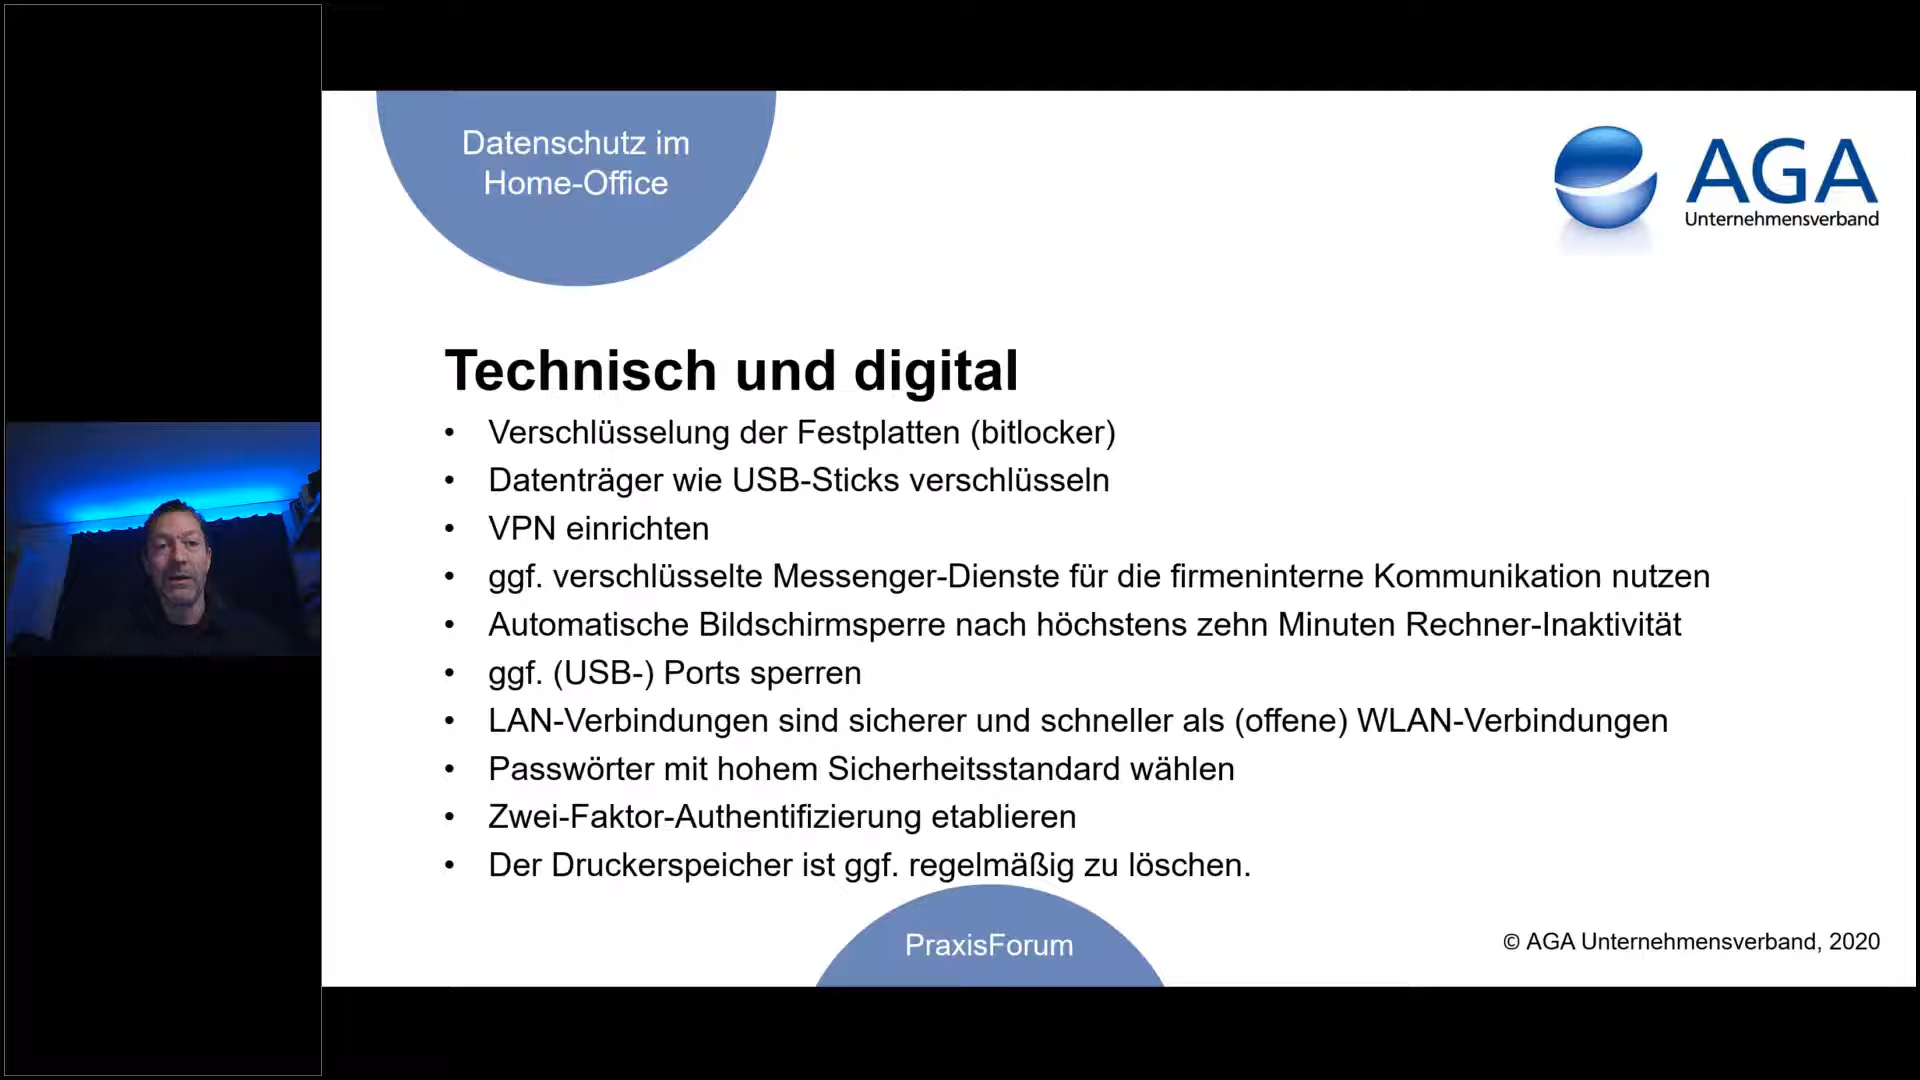 Datenschutz im
Home-Office
AGA
Unternehmensverband
Technisch und digital
• Verschlüsselung der Festplatten (bitlocker)
• Datenträger wie USB-Sticks verschlüsseln
• VPN einrichten
• ggf. verschlüsselte Messenger-Dienste für die firmeninterne Kommunikation nutzen
• Automatische Bildschirmsperre nach höchstens zehn Minuten Rechner-Inaktivität
• ggf. (USB-) Ports sperren
• LAN-Verbindungen sind sicherer und schneller als (offene) WLAN-Verbindungen
• Passwörter mit hohem Sicherheitsstandard wählen
• Zwei-Faktor-Authentifizierung etablieren
• Der Druckerspeicher ist ggf. regelmäßig zu löschen.
PraxisForum
© AGA Unternehmensverband, 2020